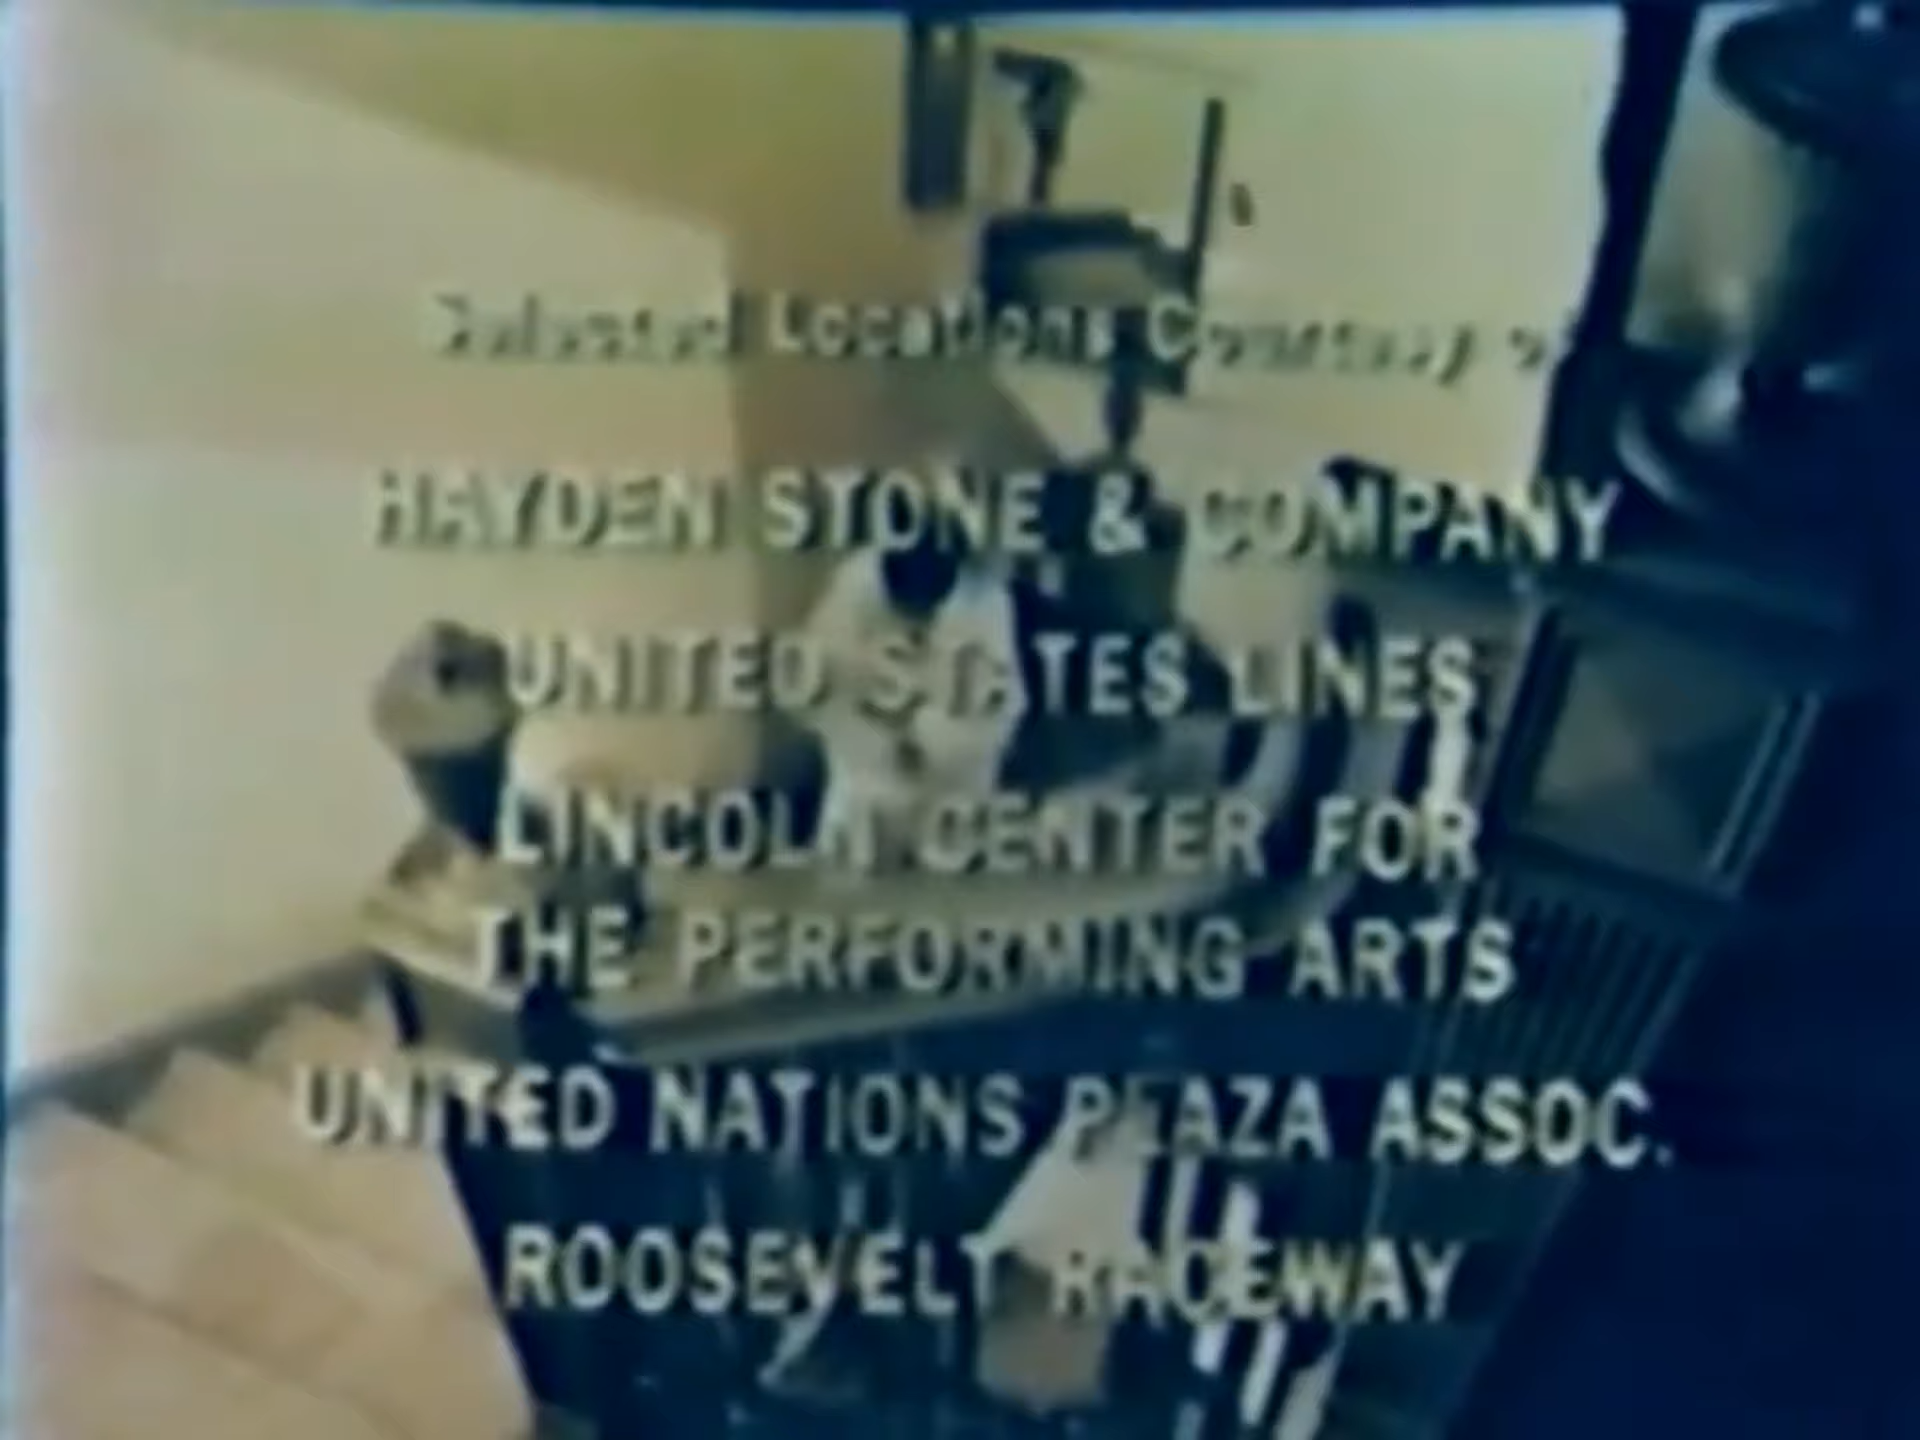 Selected Locations Courtesy of
HAYDEN STONE & COMPANY
UNITED STATES LINES
LINCOLN CENTER FOR
THE PERFORMING ARTS
UNITED NATIONS PLAZA ASSOC.
ROOSEVELT RACEWAY